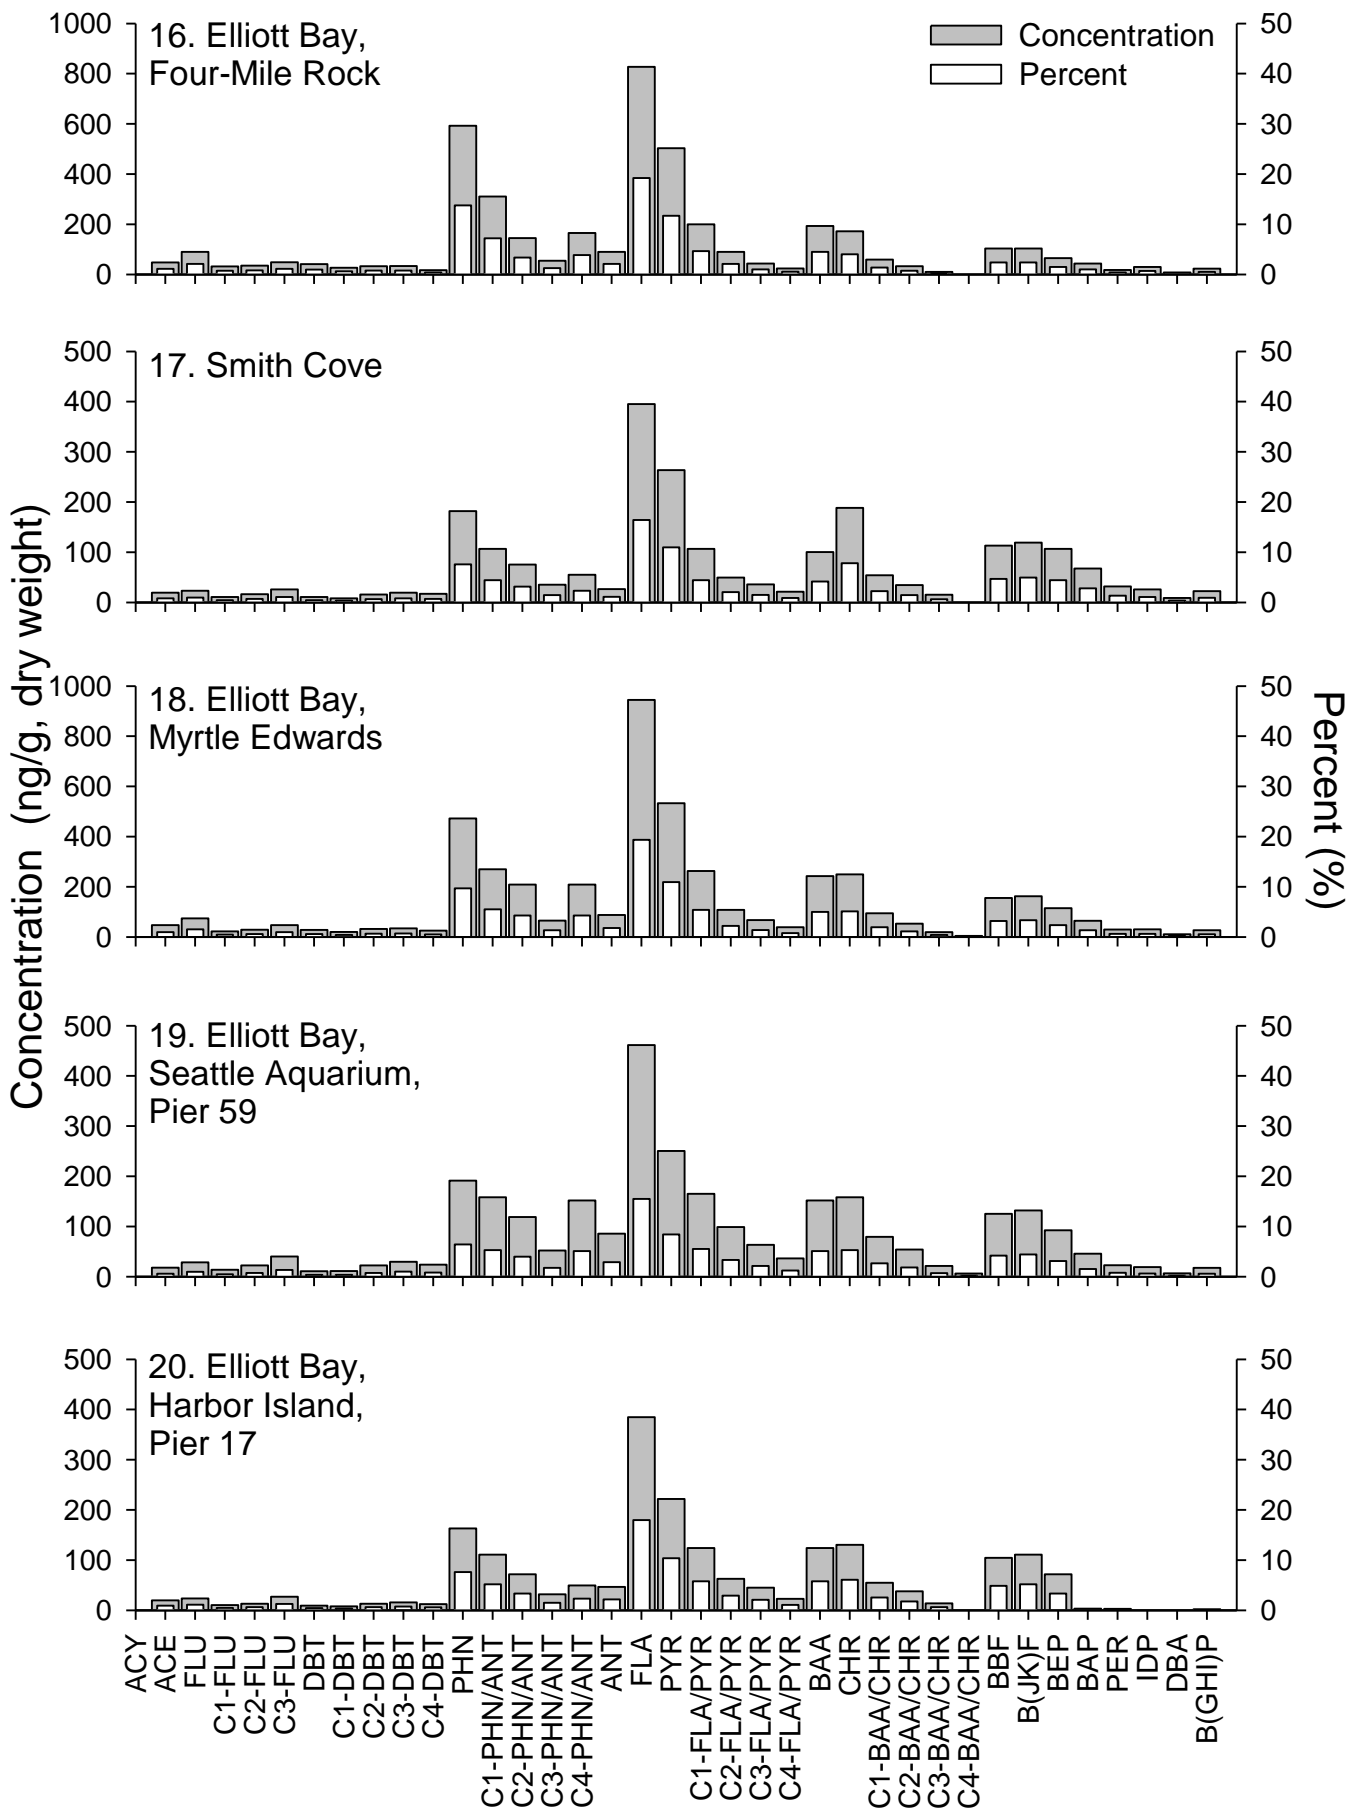 Concentration (ng/g, dry weight)
Percent (%)
1000
800
600
400
200
0
16. Elliott Bay,
Four-Mile Rock
Concentration
Percent
50
40
30
20
10
0
500
400
300
200
100
0
17. Smith Cove
50
40
30
20
10
0
1000
800
600
400
200
0
18. Elliott Bay,
Myrtle Edwards
50
40
30
20
10
0
500
400
300
200
100
0
19. Elliott Bay,
Seattle Aquarium,
Pier 59
50
40
30
20
10
0
500
400
300
200
100
0
20. Elliott Bay,
Harbor Island,
Pier 17
50
40
30
20
10
0
ACY
ACE
FLU
C1-FLU
C2-FLU
C3-FLU
DBT
C1-DBT
C2-DBT
C3-DBT
C4-DBT
PHN
C1-PHN/ANT
C2-PHN/ANT
C3-PHN/ANT
C4-PHN/ANT
ANT
FLA
PYR
C1-FLA/PYR
C2-FLA/PYR
C3-FLA/PYR
C4-FLA/PYR
BAA
CHR
C1-BAA/CHR
C2-BAA/CHR
C3-BAA/CHR
C4-BAA/CHR
BBF
B(JK)F
BEP
BAP
PER
IDP
DBA
B(GHI)P